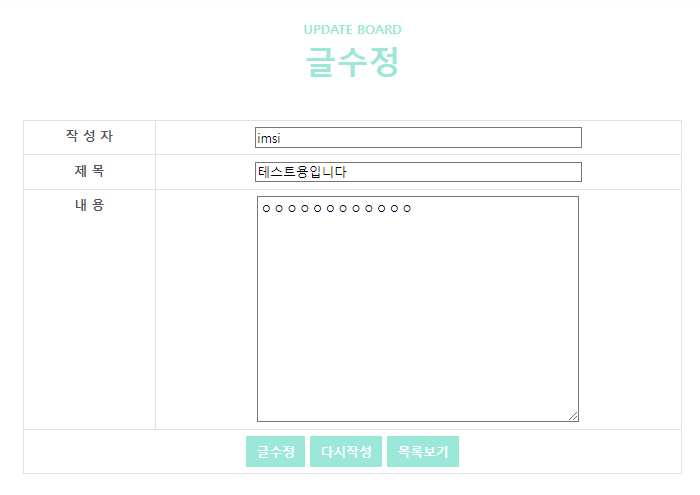 UPDATE BOARD
글수정
작 성 자 imsi
제 목 테스트용입니다
내 용 ㅇㅇㅇㅇㅇㅇㅇㅇㅇㅇㅇㅇ
글수정 다시작성 목록보기